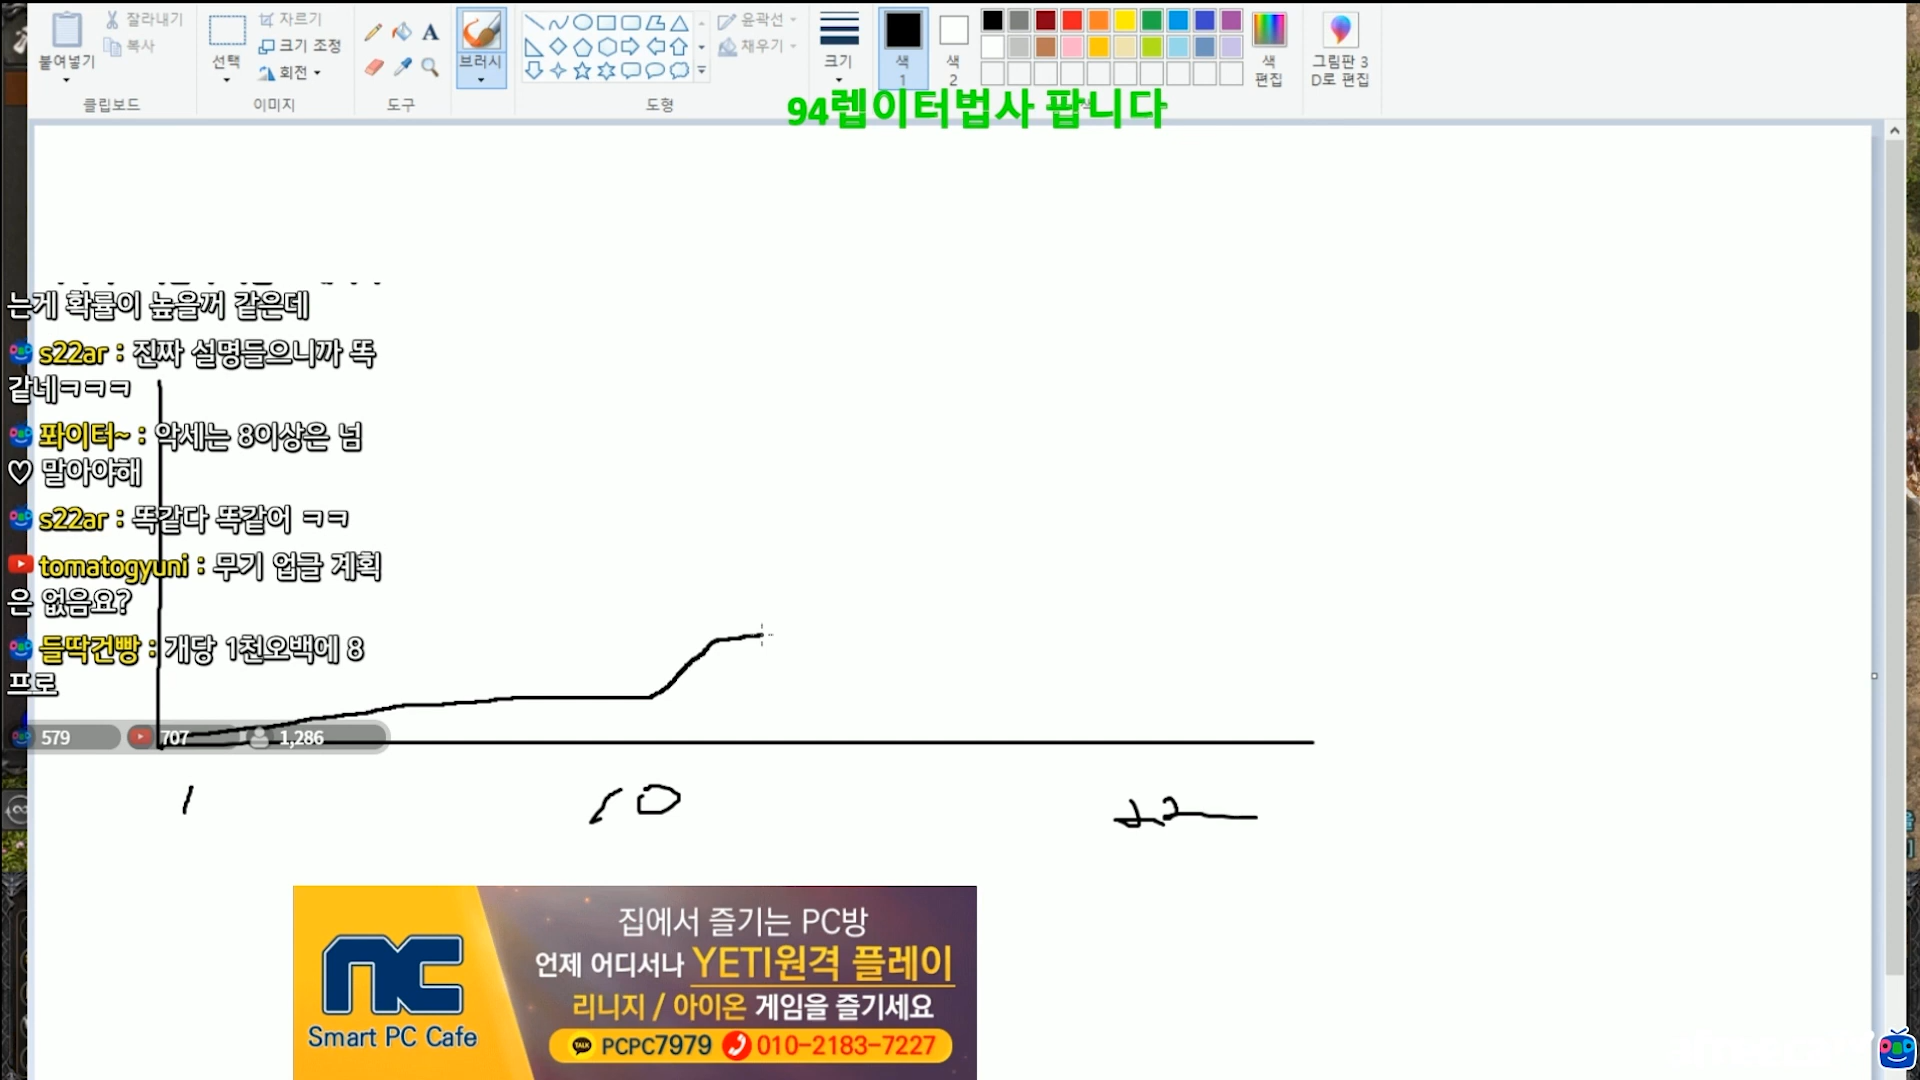 붙여넣기
잘라내기
복사
클립보드
선택
자르기
크기 조정
회전
이미지
A
도구
브러시
도형
윤곽선
채우기
크기
색
1
색
2
색
편집
그림판 3
D로 편집
94렙이터법사 팝니다
는게 확률이 높을꺼 같은데
s22ar : 진짜 설명들으니까 똑
같네ㅋㅋㅋ
퐈이터~ : 악세는 8이상은 넘
♡ 말아야해
s22ar : 똑같다 똑같어 ㅋㅋ
tomatogyuni : 무기 업글 계획
은 없음요?
들딱건빵 : 개당 1천오백에 8
프로
579 707 1,286
1 10 22
집에서 즐기는 PC방
언제 어디서나 YETI원격 플레이
리니지 / 아이온 게임을 즐기세요
nc
Smart PC Cafe
TALK PCPC7979 010-2183-7227